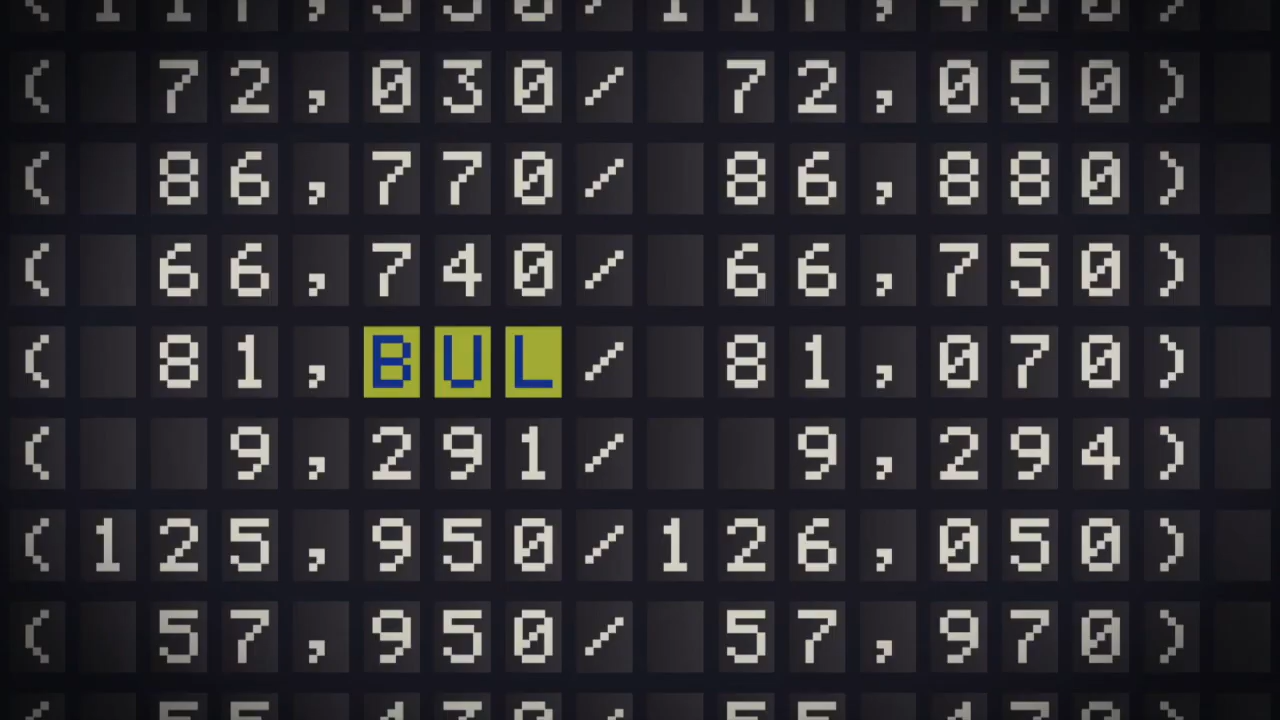 ( 72,030/ 72,050)
( 86,770/ 86,880)
( 66,740/ 66,750)
( 81,BUL/ 81,070)
( 9,291/ 9,294)
(125,950/126,050)
( 57,950/ 57,970)